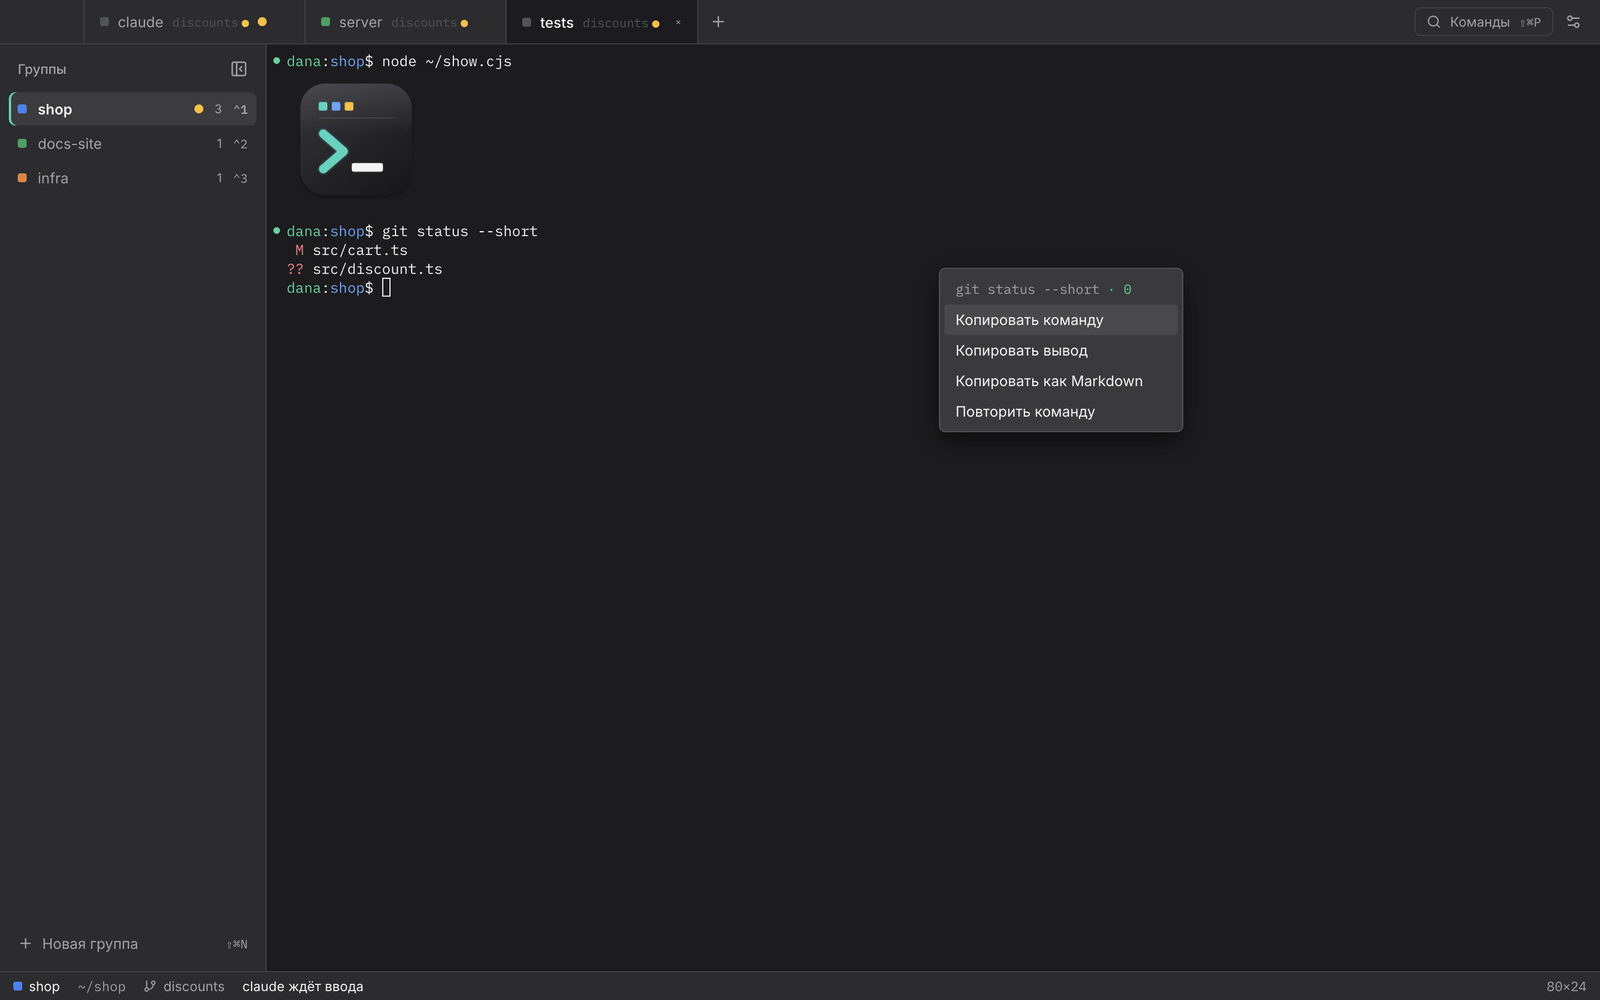 claude discounts
server discounts
tests discounts ×
+
Команды ⇧⌘P
Группы
shop 3 ^1
docs-site 1 ^2
infra 1 ^3
dana:shop$ node ~/show.cjs
dana:shop$ git status --short
M src/cart.ts
?? src/discount.ts
dana:shop$
git status --short · 0
Копировать команду
Копировать вывод
Копировать как Markdown
Повторить команду
+ Новая группа ⇧⌘N
shop ~/shop discounts claude ждёт ввода 80×24